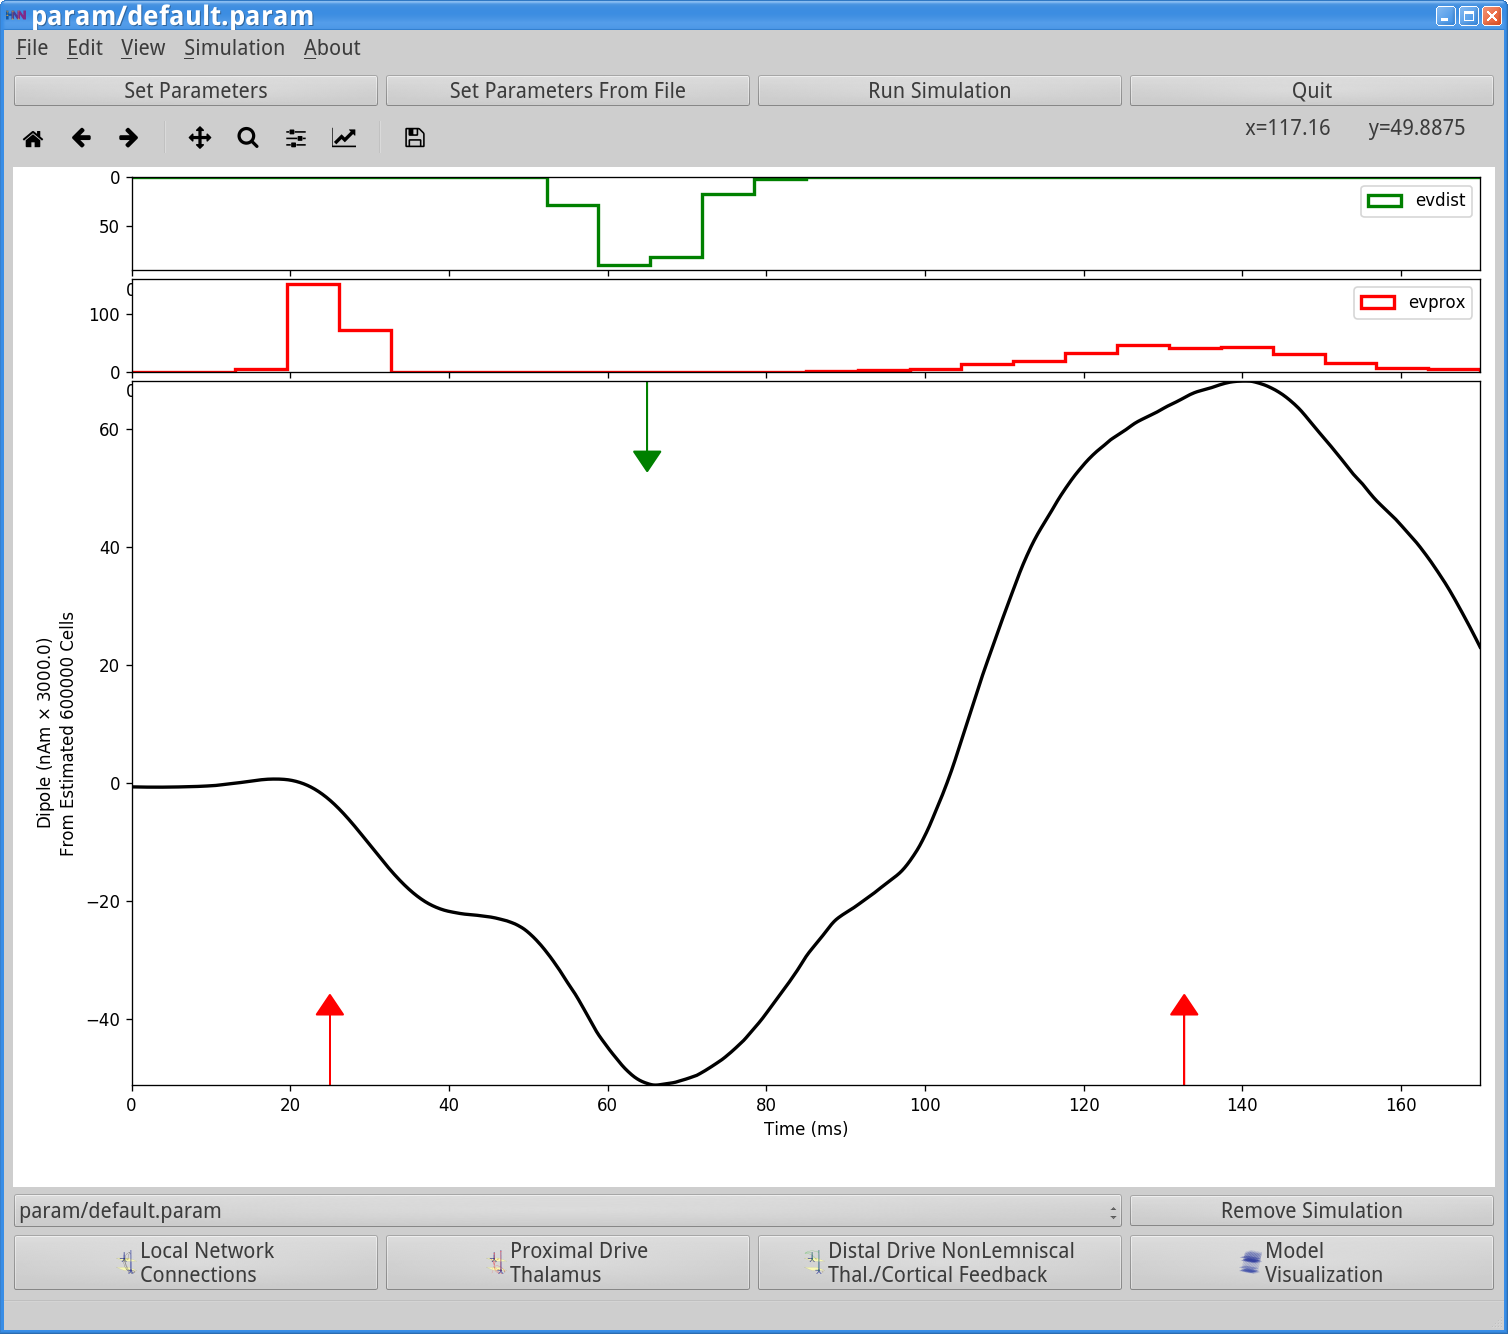 HNN param/default.param
File Edit View Simulation About
Set Parameters Set Parameters From File Run Simulation Quit
x=117.16 y=49.8875
0
50
evdist
0
100
0
evprox
0
60
40
20
0
−20
−40
Dipole (nAm × 3000.0)
From Estimated 600000 Cells
0 20 40 60 80 100 120 140 160
Time (ms)
param/default.param Remove Simulation
Local Network
Connections
Proximal Drive
Thalamus
Distal Drive NonLemniscal
Thal./Cortical Feedback
Model
Visualization